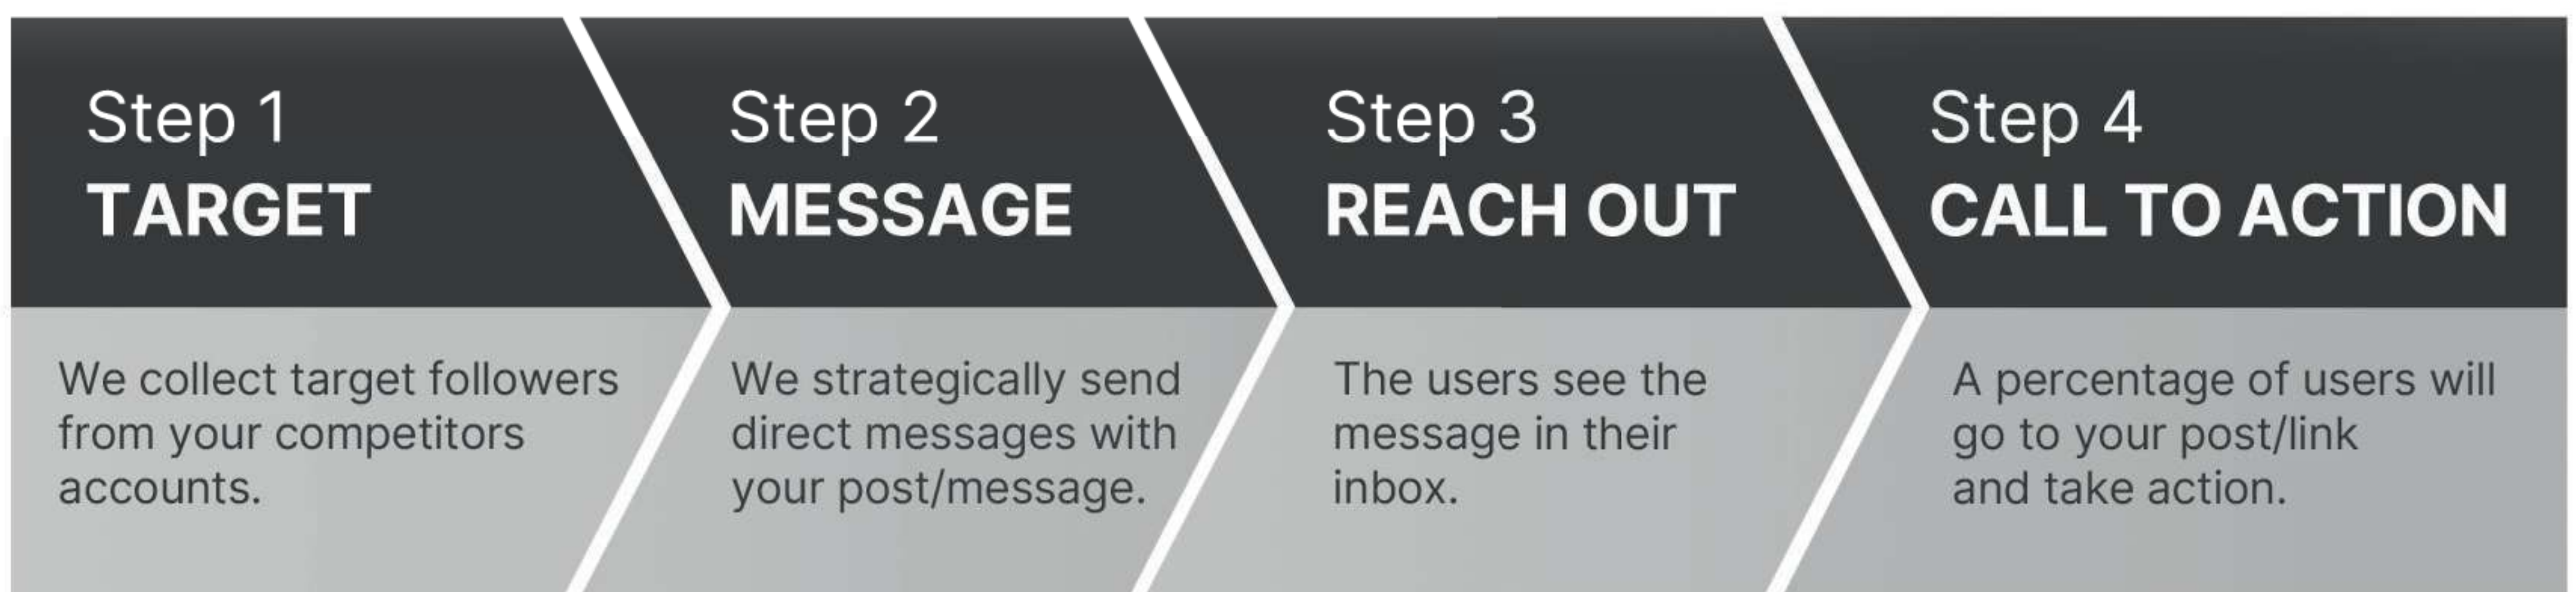 Step 1
TARGET
We collect target followers
from your competitors
accounts.
Step 2
MESSAGE
We strategically send
direct messages with
your post/message.
Step 3
REACH OUT
The users see the
message in their
inbox.
Step 4
CALL TO ACTION
A percentage of users will
go to your post/link
and take action.